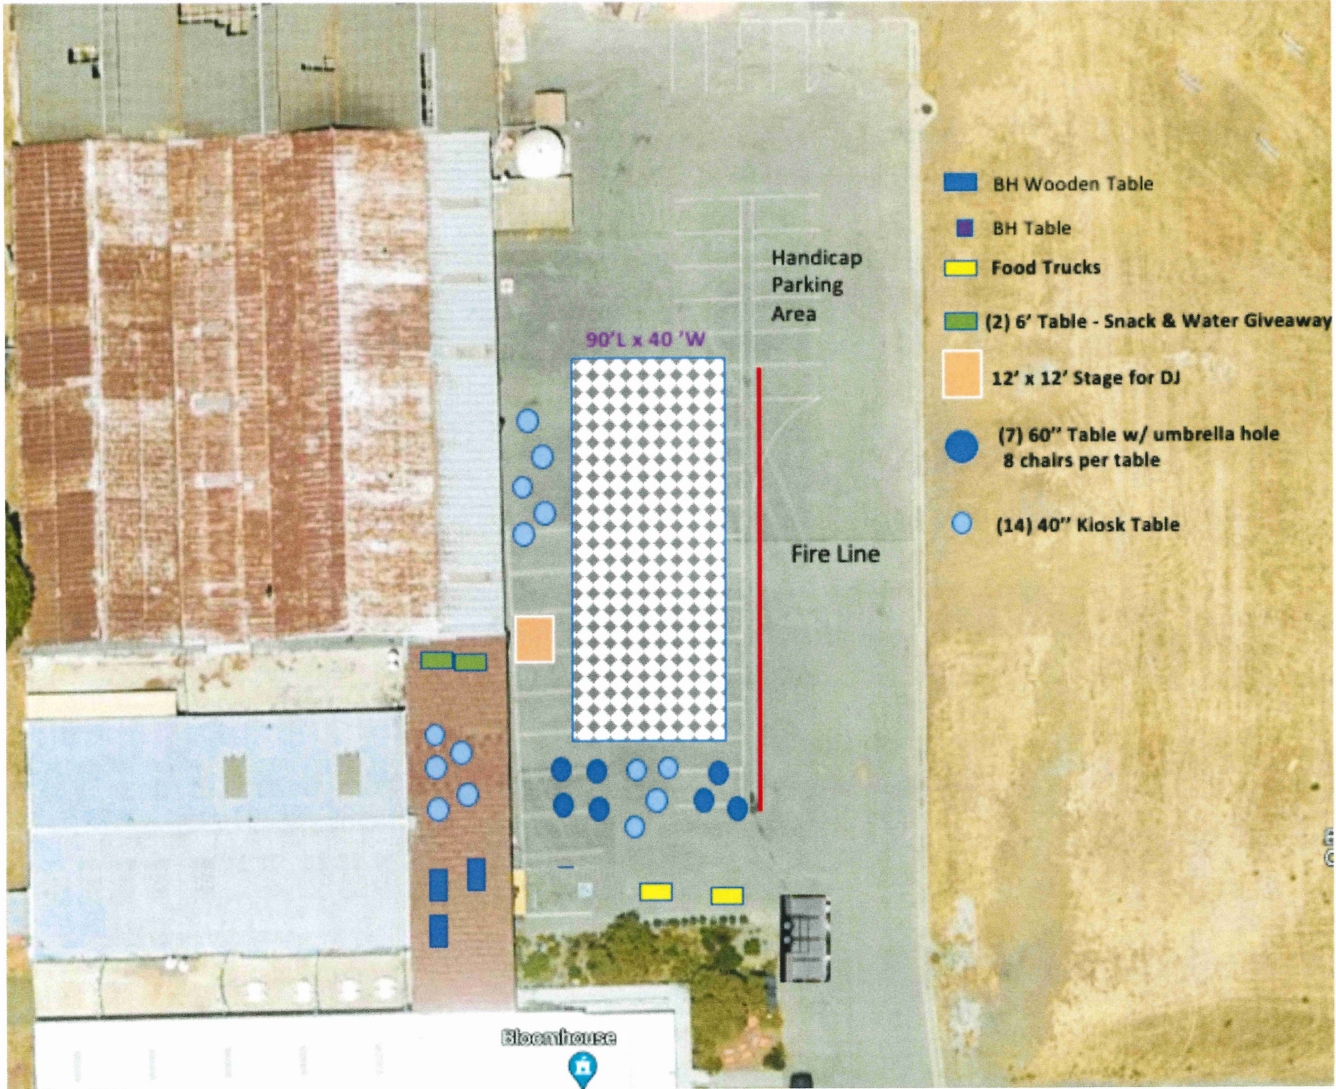 BH Wooden Table
BH Table
Handicap
Parking
Area
Food Trucks
(2) 6' Table - Snack & Water Giveaway
90'L x 40 'W
12' x 12' Stage for DJ
(7) 60" Table w/ umbrella hole
8 chairs per table
(14) 40" Kiosk Table
Fire Line
Bloomhouse